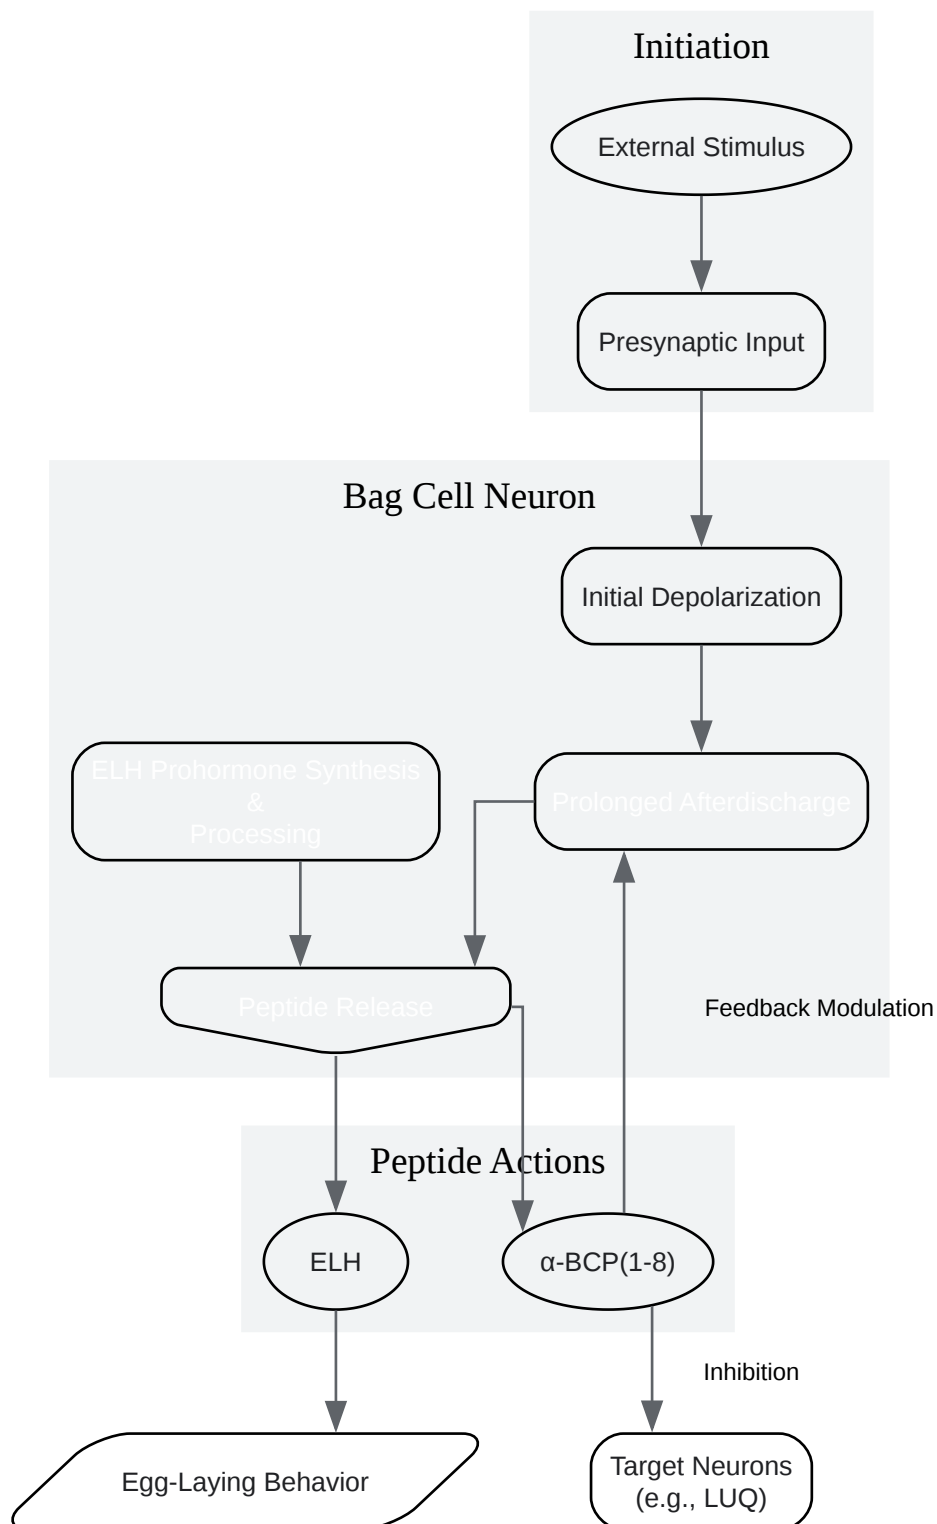 Initiation
External Stimulus
Presynaptic Input
Bag Cell Neuron
Initial Depolarization
ELH Prohormone Synthesis
&
Processing
Prolonged Afterdischarge
Peptide Release
Feedback Modulation
Peptide Actions
ELH
α-BCP(1-8)
Inhibition
Egg-Laying Behavior
Target Neurons
(e.g., LUQ)